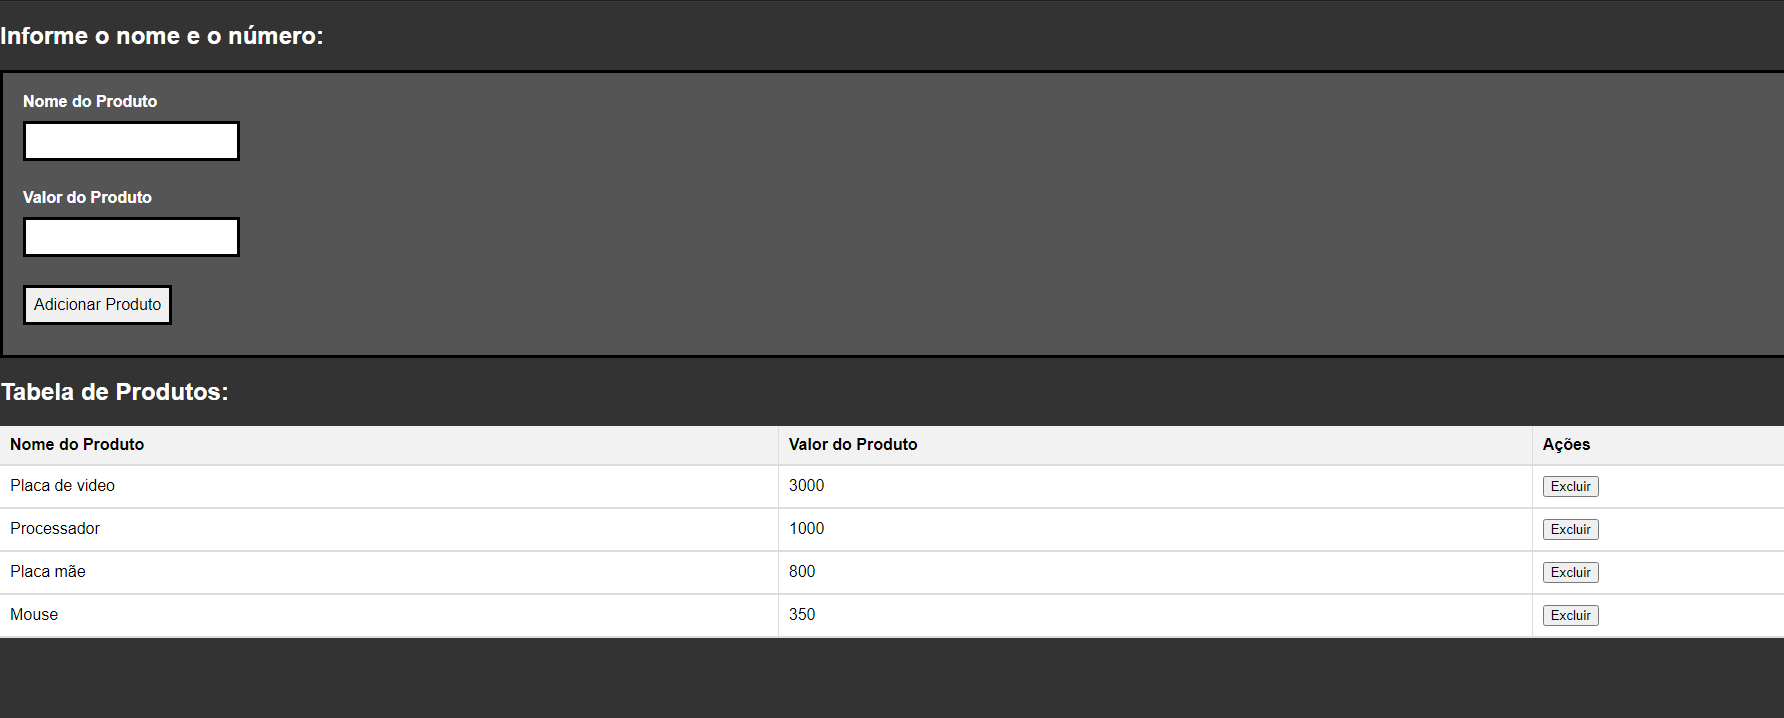 Informe o nome e o número:
Nome do Produto
Valor do Produto
Adicionar Produto
Tabela de Produtos:
Nome do Produto Valor do Produto Ações
Placa de video 3000 Excluir
Processador 1000 Excluir
Placa mãe 800 Excluir
Mouse 350 Excluir